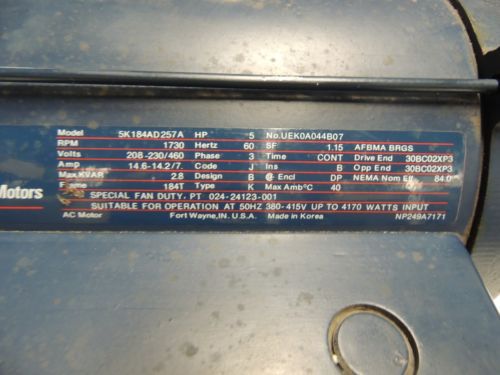 Model 5K184AD257A HP 5 No. UEK0A044B07
RPM 1730 Hertz 60 SF 1.15 AFBMA BRGS
Volts 208-230/460 Phase 3 Time CONT Drive End 30BC02XP3
Amp 14.6-14.2/7. Code J Ins B Opp End 30BC02XP3
Max.KVAR 2.8 Design B Encl DP NEMA Nom Eff 84.0
Frame 184T Type K Max Amb°C 40
Motors
SPECIAL FAN DUTY. PT 024-24123-001
SUITABLE FOR OPERATION AT 50HZ 380-415V UP TO 4170 WATTS INPUT
AC Motor Fort Wayne, IN. U.S.A. Made in Korea NP249A7171